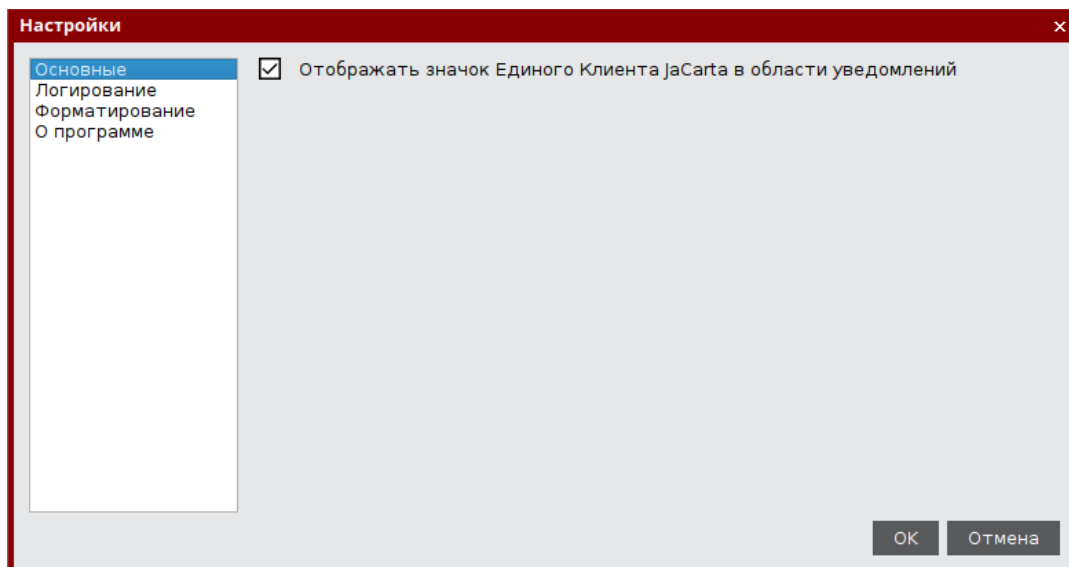 Настройки
Основные
Логирование
Форматирование
О программе
Отображать значок Единого Клиента JaCarta в области уведомлений
OK
Отмена